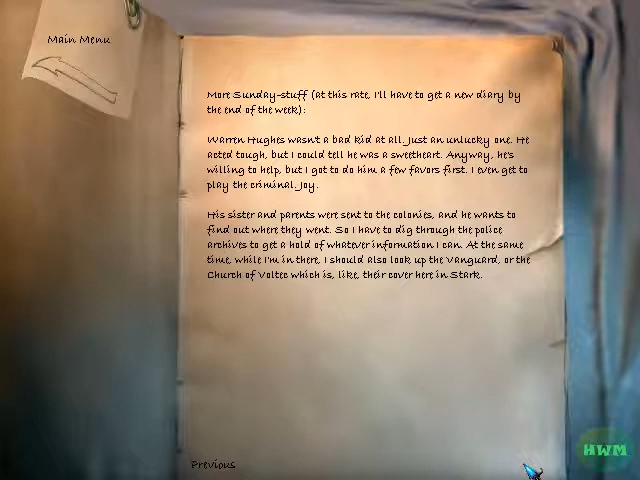 Main Menu
More Sunday-stuff (at this rate, I'll have to get a new diary by
the end of the week):
Warren Hughes wasn't a bad kid at all. Just an unlucky one. He
acted tough, but I could tell he was a sweetheart. Anyway, he's
willing to help, but I got to do him a few favors first. I even get to
play the criminal. Joy.
His sister and parents were sent to the colonies, and he wants to
find out where they went. So I have to dig through the police
archives to get a hold of whatever information I can. At the same
time, while I'm in there, I should also look up the Vanguard, or the
Church of Voltec which is, like, their cover here in Stark.
Previous
HWM